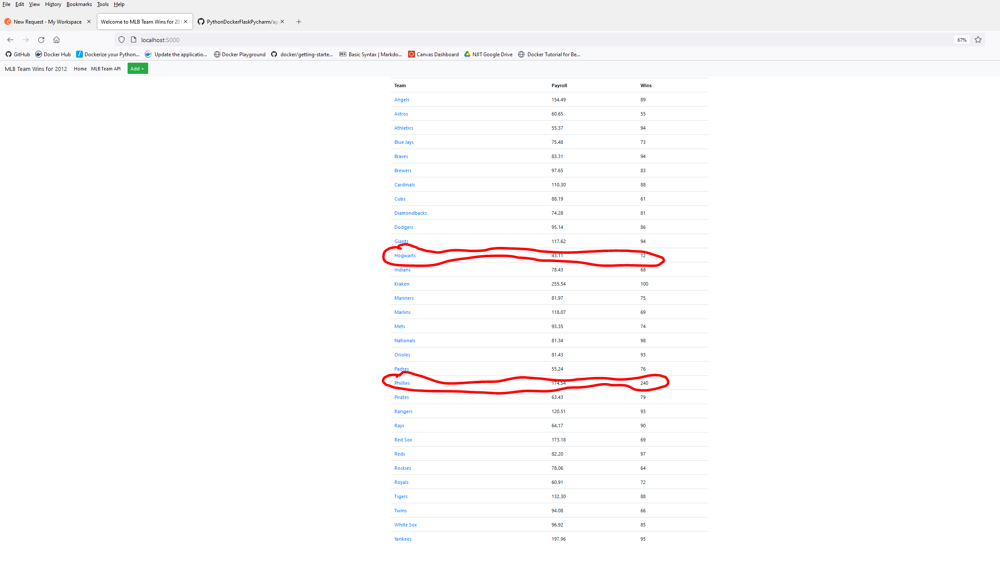 File Edit View History Bookmarks Tools Help
New Request - My Workspace Welcome to MLB Team Wins for 201 PythonDockerFlaskPycharm/ap
localhost:5000 67%
GitHub Docker Hub Dockerize your Python... Update the applicatio... Docker Playground docker/getting-starte... Basic Syntax | Markdo... Canvas Dashboard NJIT Google Drive Docker Tutorial for Be...
MLB Team Wins for 2012 Home MLB Team API Add +
Team Payroll Wins
Angels 154.49 89
Astros 60.65 55
Athletics 55.37 94
Blue Jays 75.48 73
Braves 83.31 94
Brewers 97.65 83
Cardinals 110.30 88
Cubs 88.19 61
Diamondbacks 74.28 81
Dodgers 95.14 86
Giants 117.62 94
Hogwarts 43.11 12
Indians 78.43 68
Kraken 255.54 100
Mariners 81.97 75
Marlins 118.07 69
Mets 93.35 74
Nationals 81.34 98
Orioles 81.43 93
Padres 55.24 76
Phillies 174.54 240
Pirates 63.43 79
Rangers 120.51 93
Rays 64.17 90
Red Sox 173.18 69
Reds 82.20 97
Rockies 78.06 64
Royals 60.91 72
Tigers 132.30 88
Twins 94.08 66
White Sox 96.92 85
Yankees 197.96 95